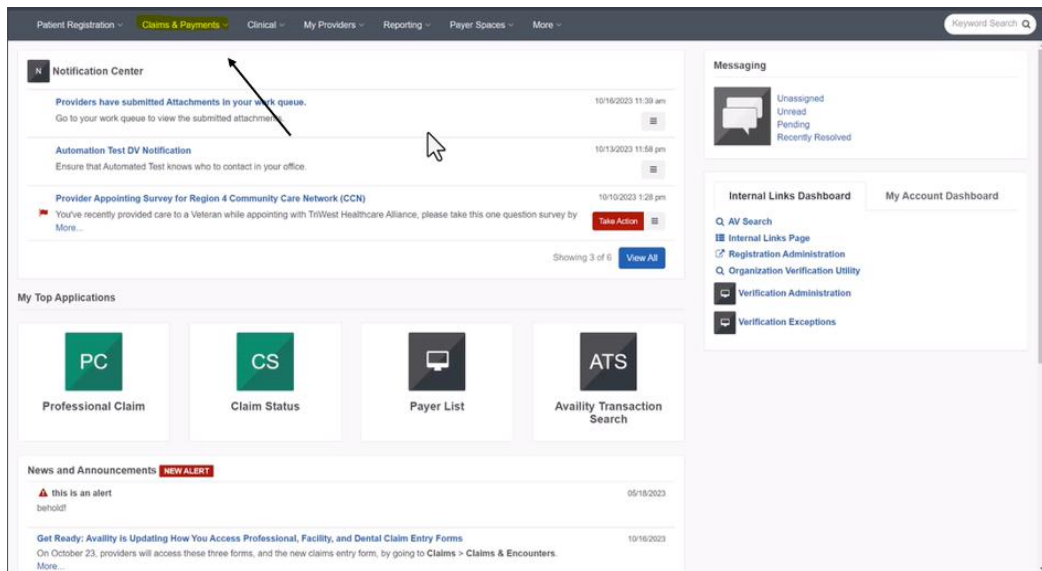 Patient Registration Claims & Payments Clinical My Providers Reporting Payer Spaces More Keyword Search
N Notification Center
Providers have submitted Attachments in your work queue. 10/16/2023 11:39 am
Go to your work queue to view the submitted attachments.
Automation Test DV Notification 10/13/2023 11:58 pm
Ensure that Automated Test knows who to contact in your office.
Provider Appointing Survey for Region 4 Community Care Network (CCN) 10/10/2023 1:28 pm
You've recently provided care to a Veteran while appointing with TriWest Healthcare Alliance, please take this one question survey by Take Action
More...
Showing 3 of 6 View All
Messaging
Unassigned
Unread
Pending
Recently Resolved
Internal Links Dashboard My Account Dashboard
AV Search
Internal Links Page
Registration Administration
Organization Verification Utility
Verification Administration
Verification Exceptions
My Top Applications
PC CS ATS
Professional Claim Claim Status Payer List Availity Transaction
Search
News and Announcements NEW ALERT
this is an alert 05/18/2023
behold!
Get Ready: Availity is Updating How You Access Professional, Facility, and Dental Claim Entry Forms 10/16/2023
On October 23, providers will access these three forms, and the new claims entry form, by going to Claims > Claims & Encounters.
More...